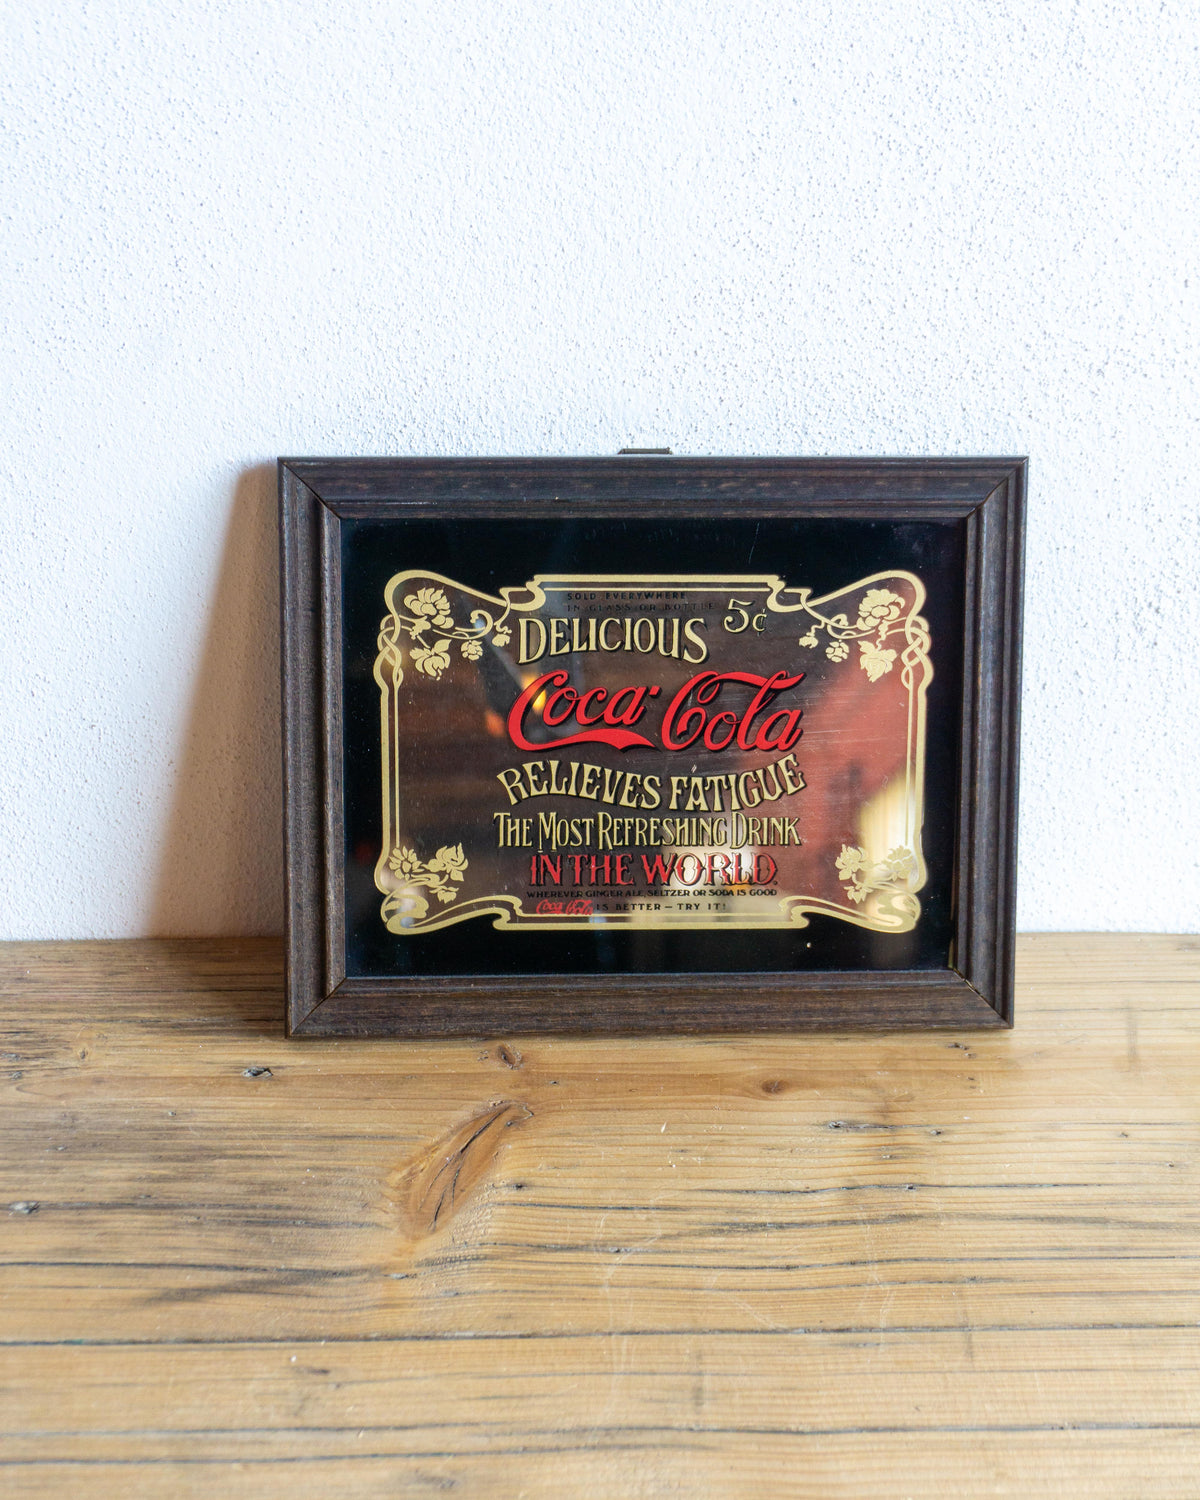 SOLD EVERYWHERE
IN GLASS OR BOTTLE
5¢
DELICIOUS
Coca-Cola
RELIEVES FATIGUE
THE MOST REFRESHING DRINK
IN THE WORLD.
WHEREVER GINGER ALE, SELTZER OR SODA IS GOOD
Coca-Cola IS BETTER – TRY IT!